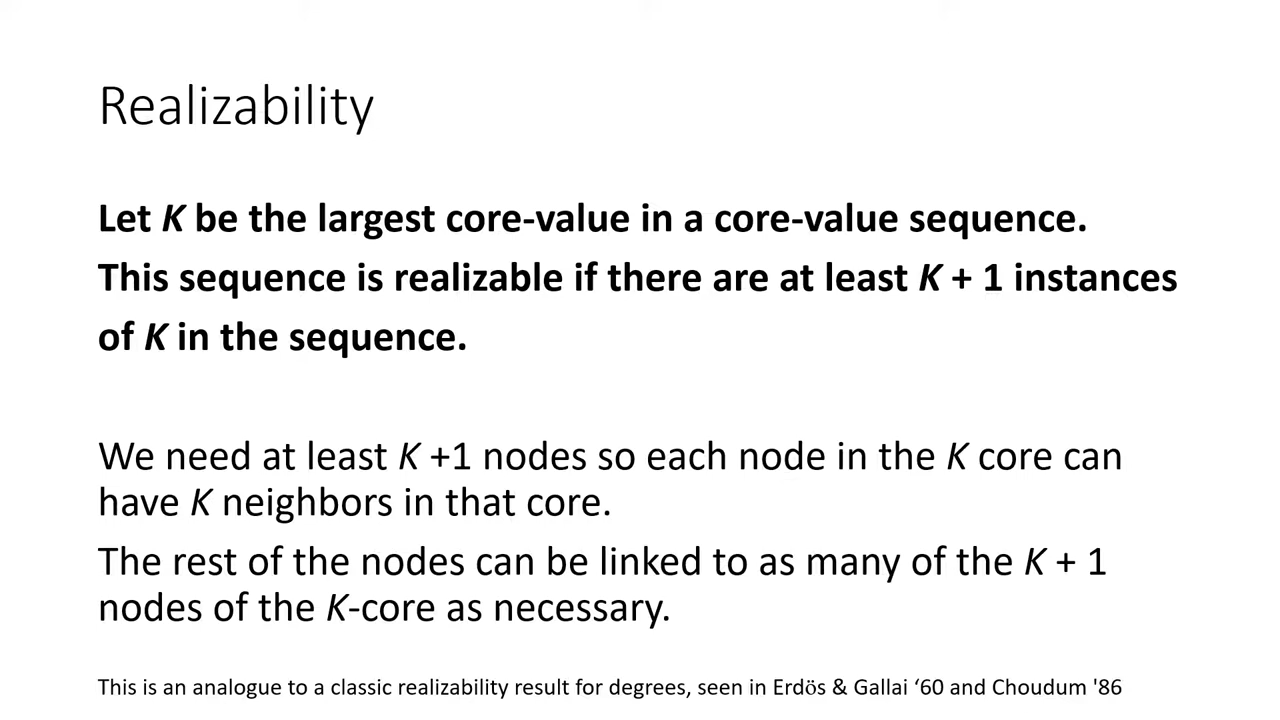 Realizability
Let K be the largest core-value in a core-value sequence.
This sequence is realizable if there are at least K + 1 instances
of K in the sequence.
We need at least K +1 nodes so each node in the K core can
have K neighbors in that core.
The rest of the nodes can be linked to as many of the K + 1
nodes of the K-core as necessary.
This is an analogue to a classic realizability result for degrees, seen in Erdös & Gallai ‘60 and Choudum '86